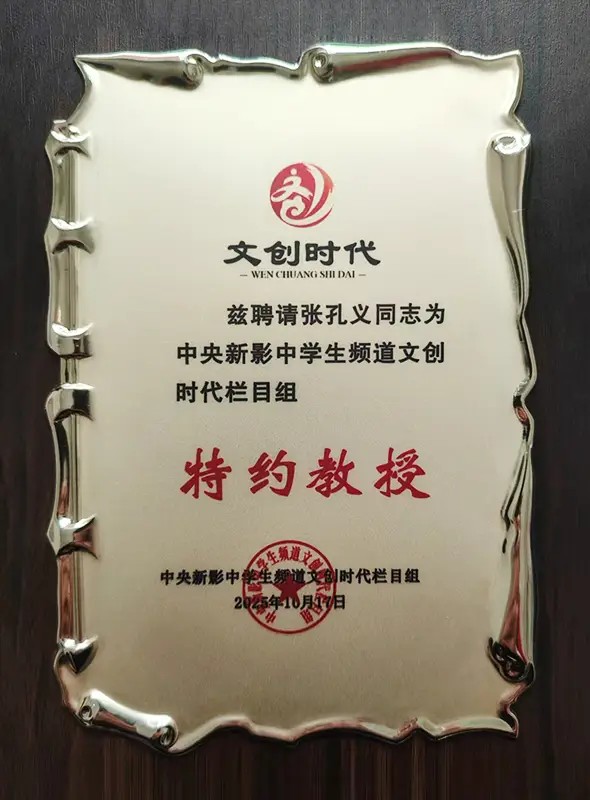 文创时代
— WEN CHUANG SHI DAI —
兹聘请张孔义同志为
中央新影中学生频道文创
时代栏目组
特约教授
中央新影中学生频道文创时代栏目组
2025年10月17日